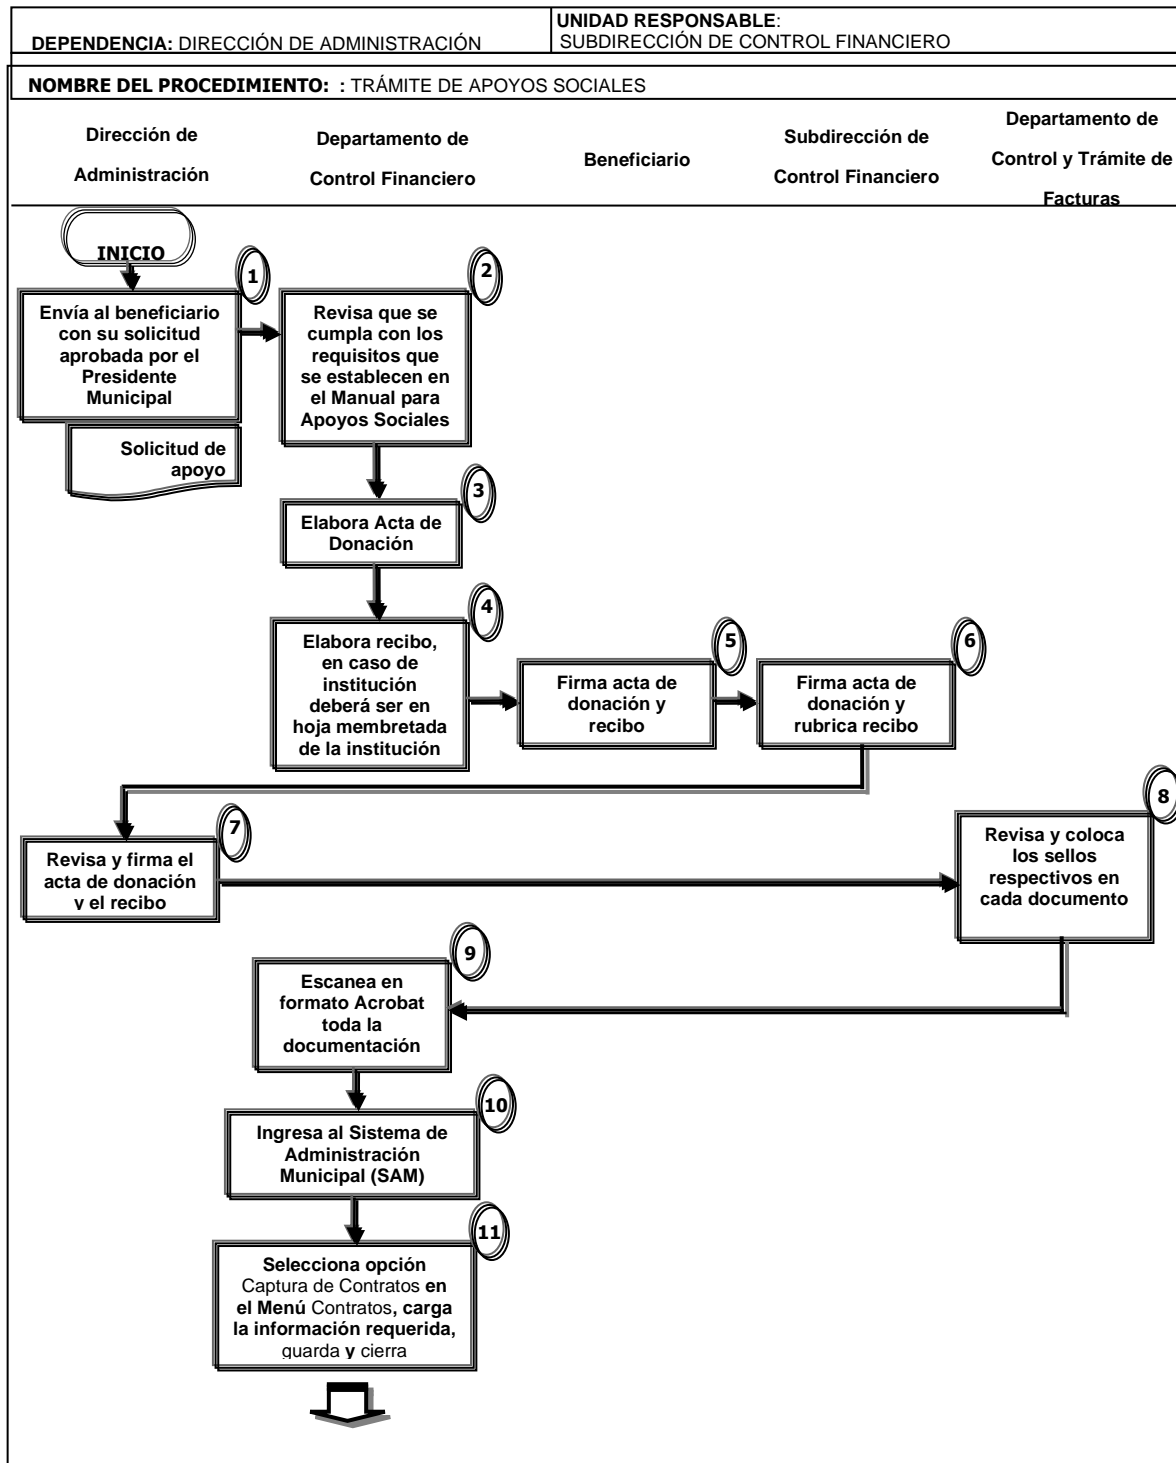 DEPENDENCIA: DIRECCIÓN DE ADMINISTRACIÓN
UNIDAD RESPONSABLE:
SUBDIRECCIÓN DE CONTROL FINANCIERO
NOMBRE DEL PROCEDIMIENTO: : TRÁMITE DE APOYOS SOCIALES
Dirección de
Administración
Departamento de
Control Financiero
Beneficiario
Subdirección de
Control Financiero
Departamento de
Control y Trámite de
Facturas
INICIO
1
Envía al beneficiario
con su solicitud
aprobada por el
Presidente
Municipal
Solicitud de
apoyo
2
Revisa que se
cumpla con los
requisitos que
se establecen en
el Manual para
Apoyos Sociales
3
Elabora Acta de
Donación
4
Elabora recibo,
en caso de
institución
deberá ser en
hoja membretada
de la institución
5
Firma acta de
donación y
recibo
6
Firma acta de
donación y
rubrica recibo
7
Revisa y firma el
acta de donación
y el recibo
8
Revisa y coloca
los sellos
respectivos en
cada documento
9
Escanea en
formato Acrobat
toda la
documentación
10
Ingresa al Sistema de
Administración
Municipal (SAM)
11
Selecciona opción
Captura de Contratos en
el Menú Contratos, carga
la información requerida,
guarda y cierra